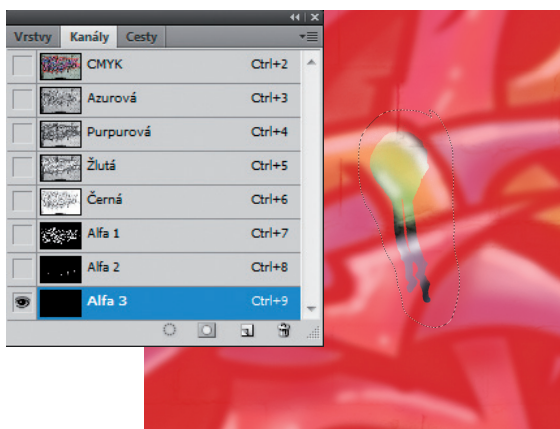 Vrstvy Kanály Cesty
CMYK Ctrl+2
Azurová Ctrl+3
Purpurová Ctrl+4
Žlutá Ctrl+5
Černá Ctrl+6
Alfa 1 Ctrl+7
Alfa 2 Ctrl+8
Alfa 3 Ctrl+9